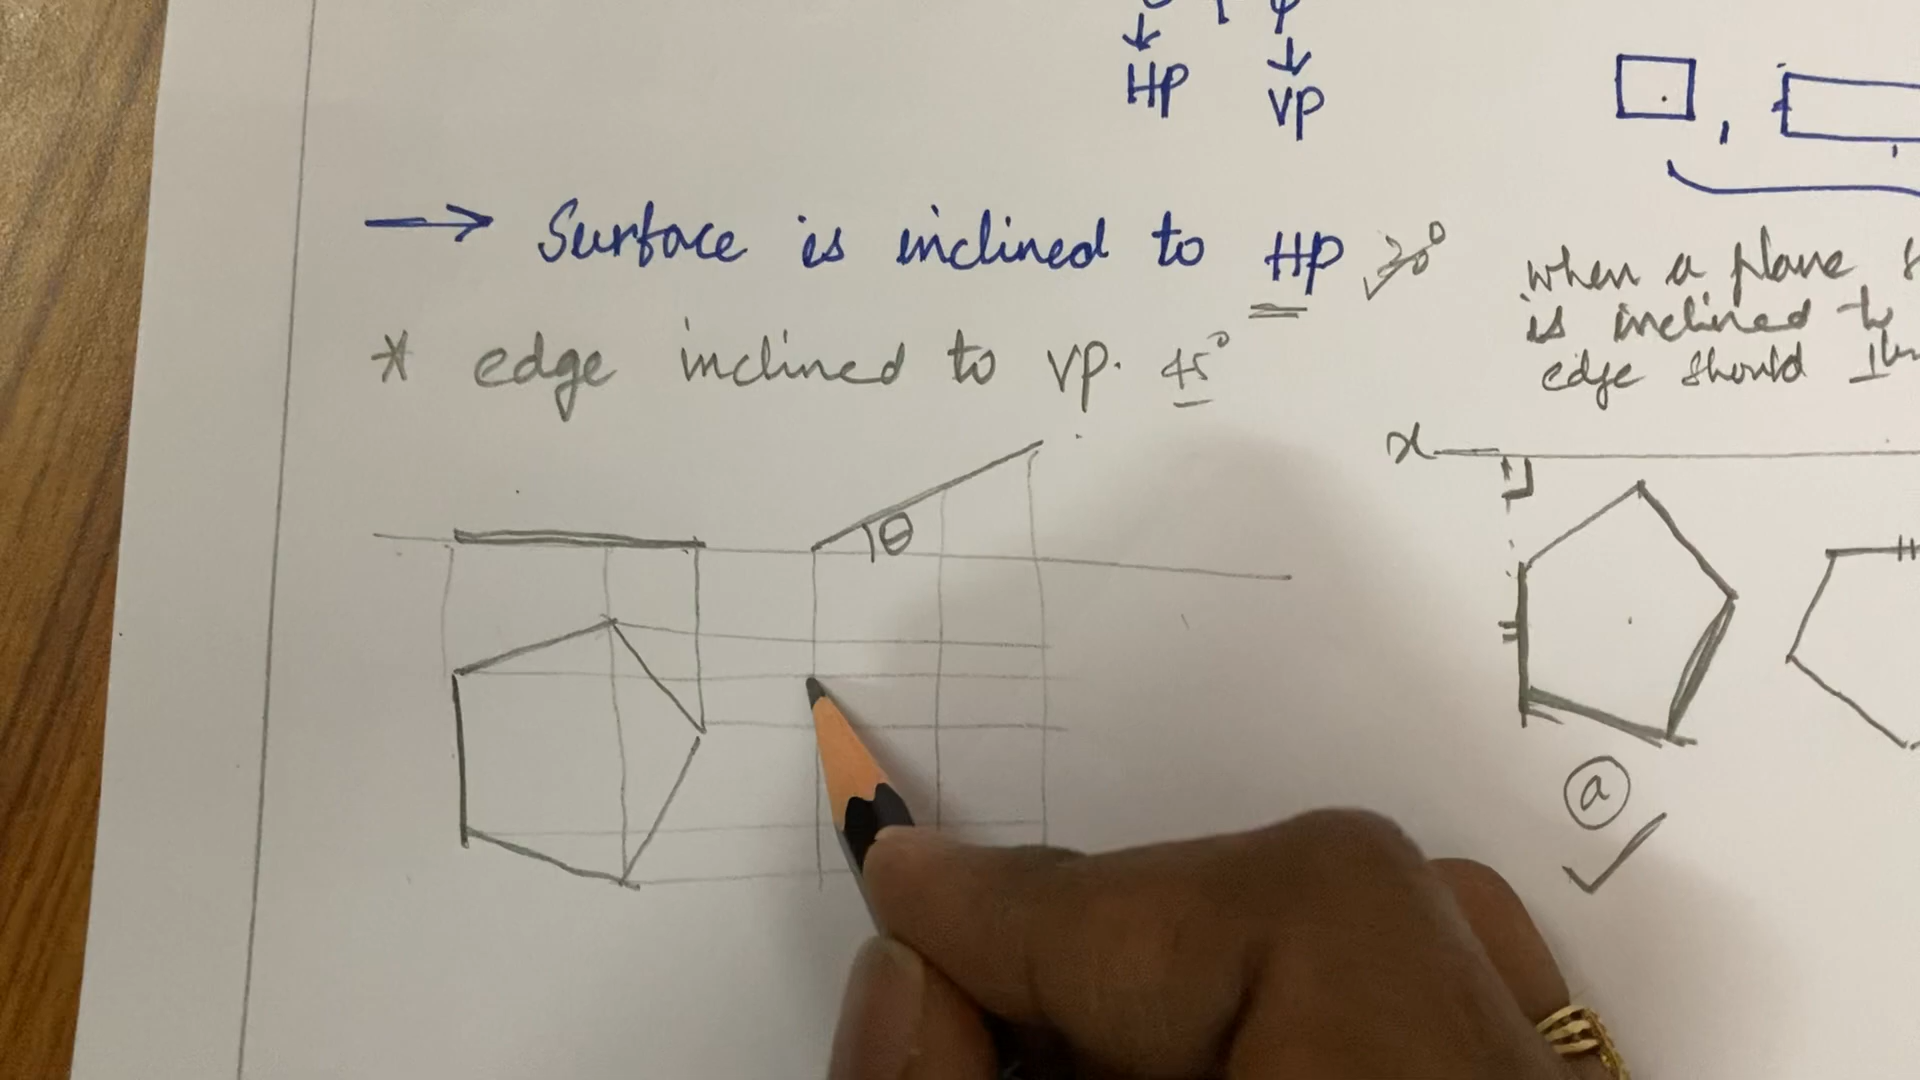 HP VP
→ Surface is inclined to HP 30°
* edge inclined to VP. 45°
when a plane
is inclined to
edge should
x
θ
a